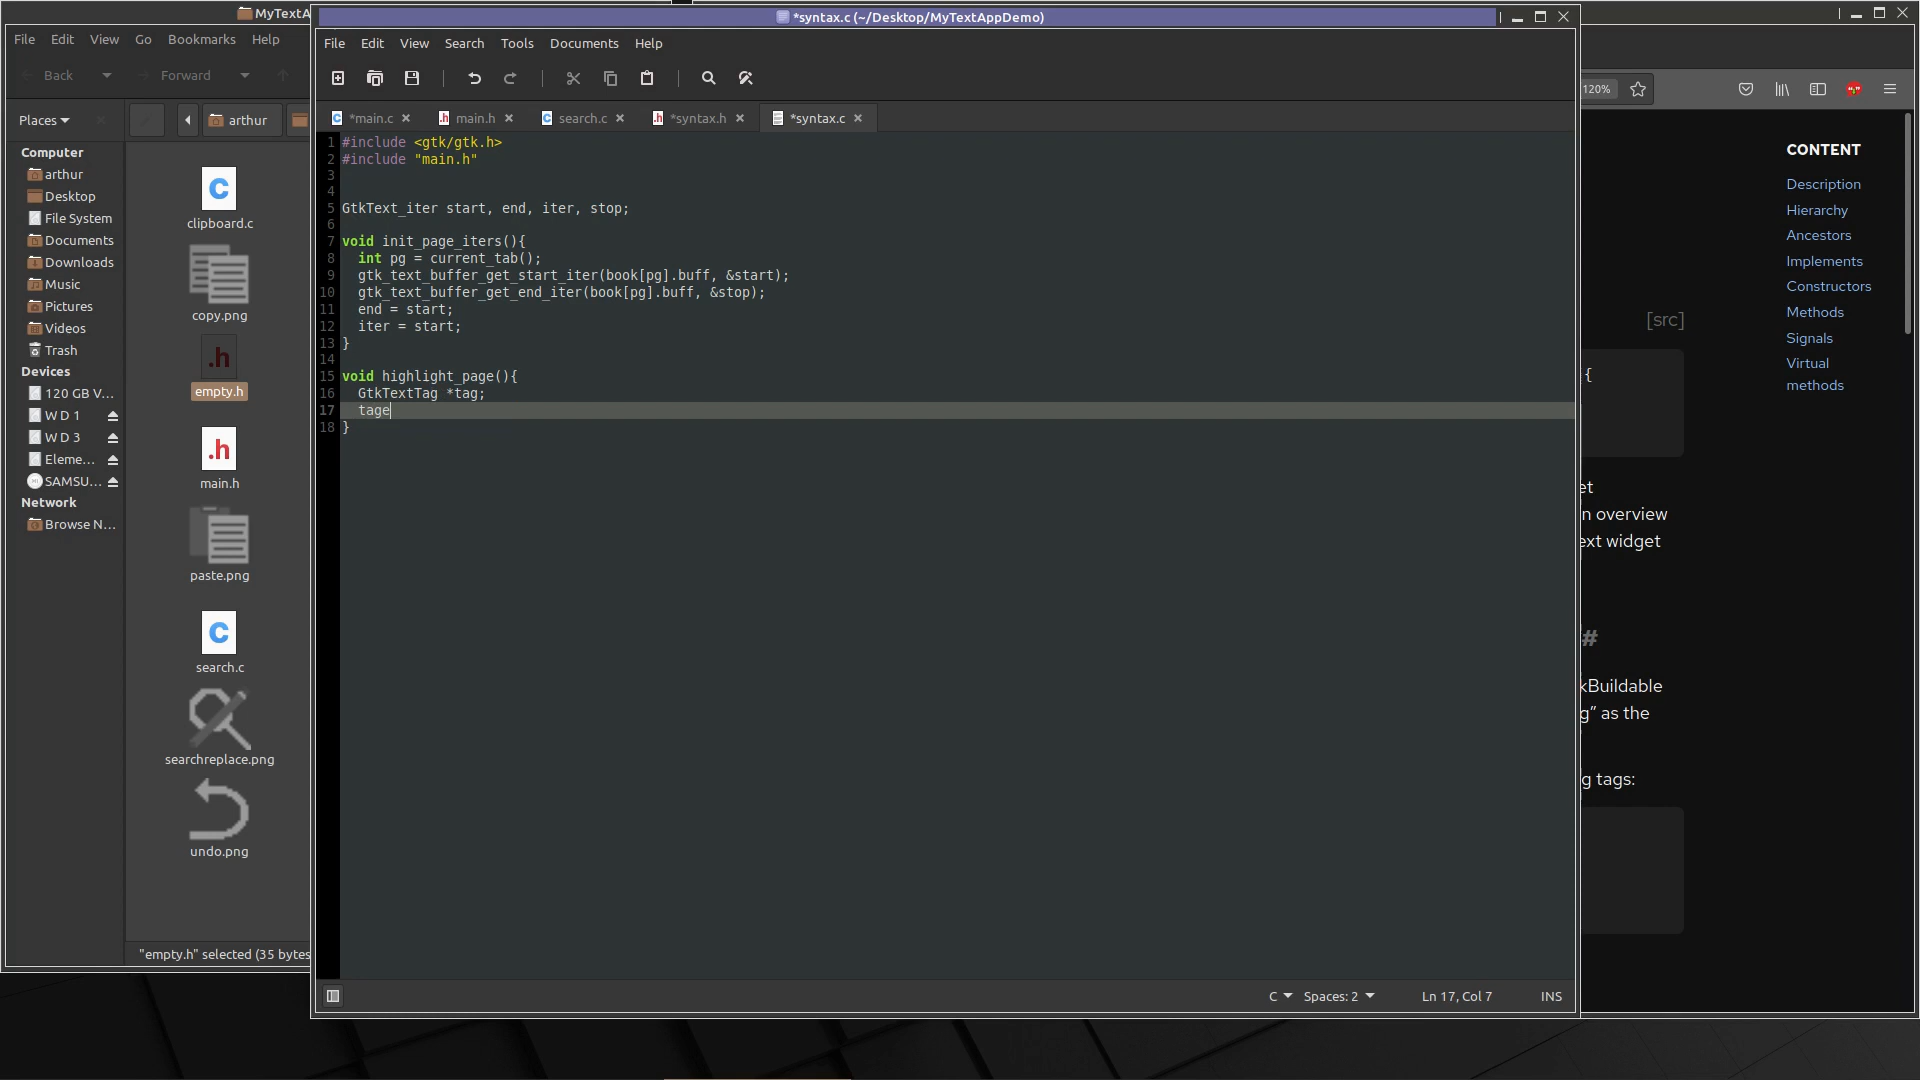 MyTextA
File Edit View Go Bookmarks Help
Back Forward
Places
arthur
Computer
arthur
Desktop
File System
Documents
Downloads
Music
Pictures
Videos
Trash
Devices
120 GB V...
W D 1
W D 3
Eleme...
SAMSU...
Network
Browse N...
clipboard.c
copy.png
.h
empty.h
.h
main.h
paste.png
C
search.c
searchreplace.png
undo.png
"empty.h" selected (35 bytes
*syntax.c (~/Desktop/MyTextAppDemo)
File Edit View Search Tools Documents Help
*main.c main.h search.c *syntax.h *syntax.c
1 #include <gtk/gtk.h>
2 #include "main.h"
3
4
5 GtkText_iter start, end, iter, stop;
6
7 void init_page_iters(){
8 int pg = current_tab();
9 gtk_text_buffer_get_start_iter(book[pg].buff, &start);
10 gtk_text_buffer_get_end_iter(book[pg].buff, &stop);
11 end = start;
12 iter = start;
13 }
14
15 void highlight_page(){
16 GtkTextTag *tag;
17 tage
18 }
C Spaces: 2 Ln 17, Col 7 INS
120%
[src]
{
et
n overview
ext widget
#
kBuildable
g” as the
g tags:
CONTENT
Description
Hierarchy
Ancestors
Implements
Constructors
Methods
Signals
Virtual
methods